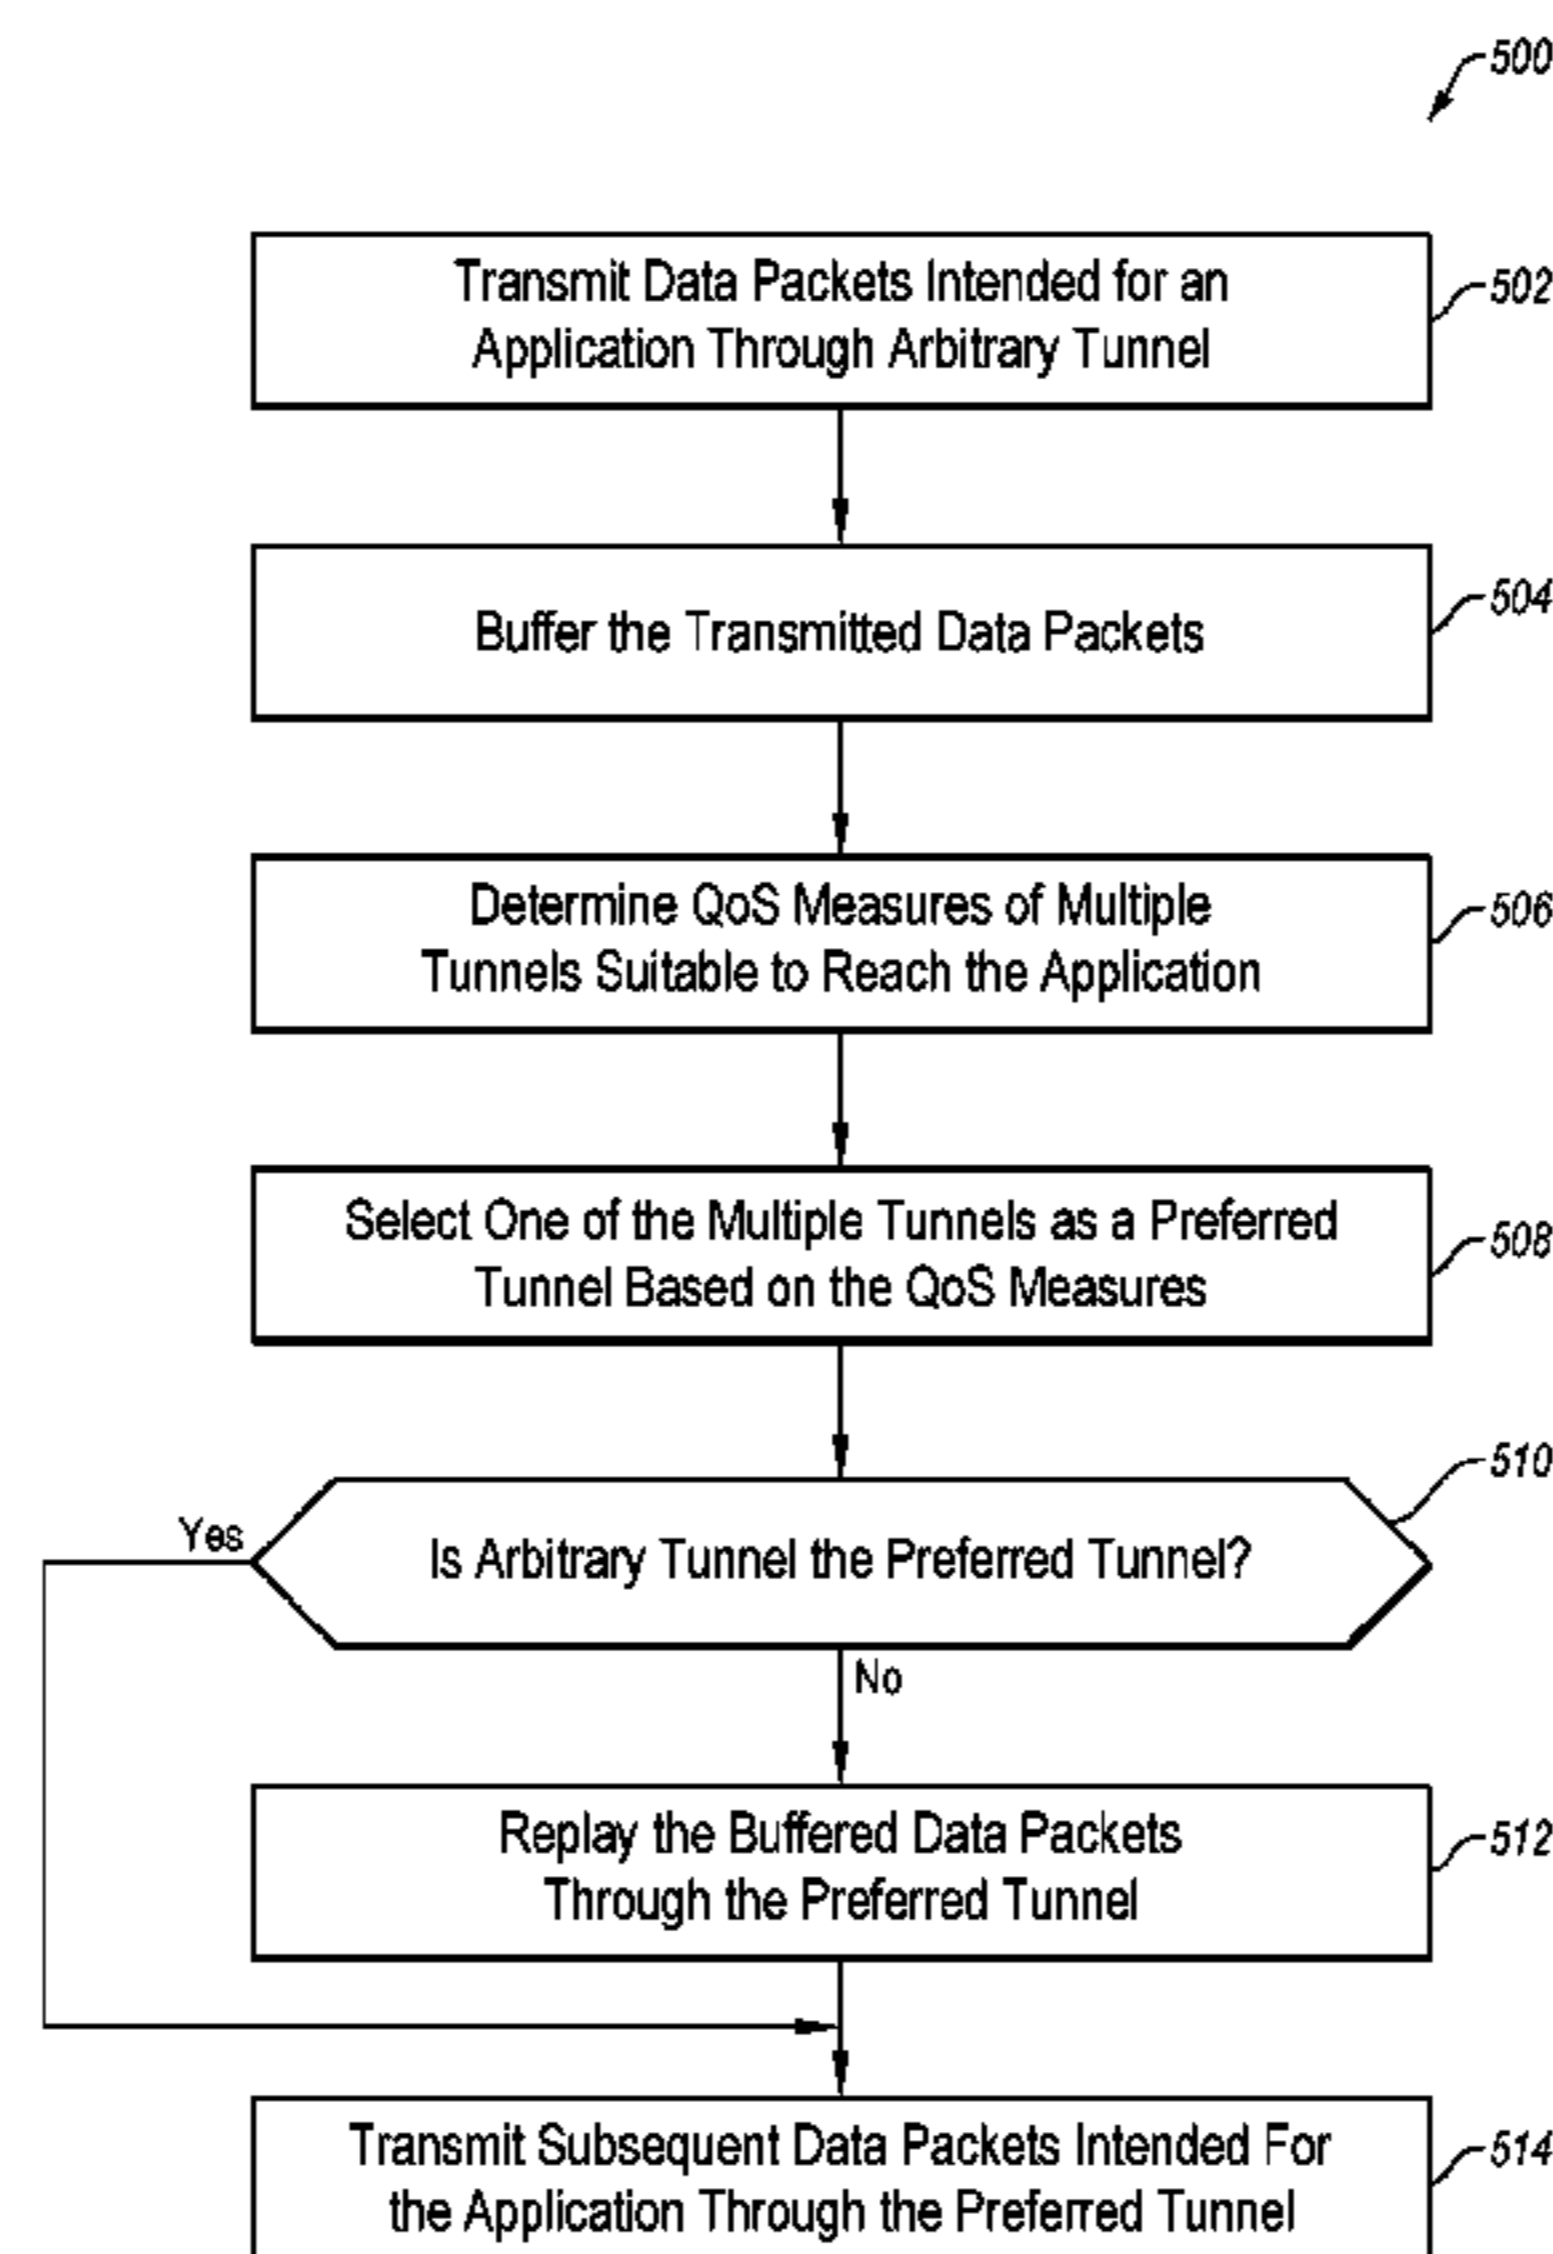 500
Transmit Data Packets Intended for an
Application Through Arbitrary Tunnel
502
Buffer the Transmitted Data Packets
504
Determine QoS Measures of Multiple
Tunnels Suitable to Reach the Application
506
Select One of the Multiple Tunnels as a Preferred
Tunnel Based on the QoS Measures
508
510
Yes
Is Arbitrary Tunnel the Preferred Tunnel?
No
Replay the Buffered Data Packets
Through the Preferred Tunnel
512
Transmit Subsequent Data Packets Intended For
the Application Through the Preferred Tunnel
514